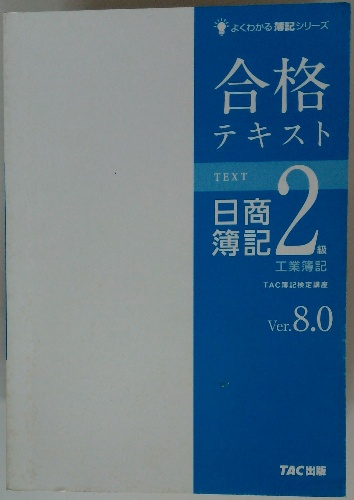 よくわかる簿記シリーズ
合格
テキスト
TEXT
日商
簿記
2級
工業簿記
TAC簿記検定講座
Ver.8.0
TAC出版